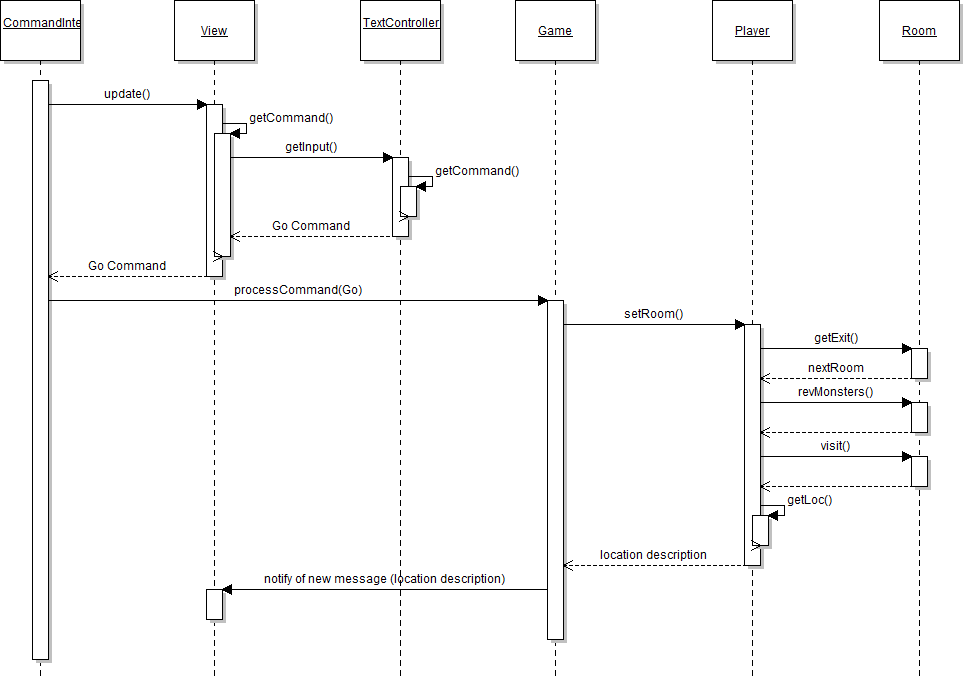 CommandInte
View
TextController
Game
Player
Room
update()
getCommand()
getInput()
getCommand()
Go Command
Go Command
processCommand(Go)
setRoom()
getExit()
nextRoom
revMonsters()
visit()
getLoc()
location description
notify of new message (location description)